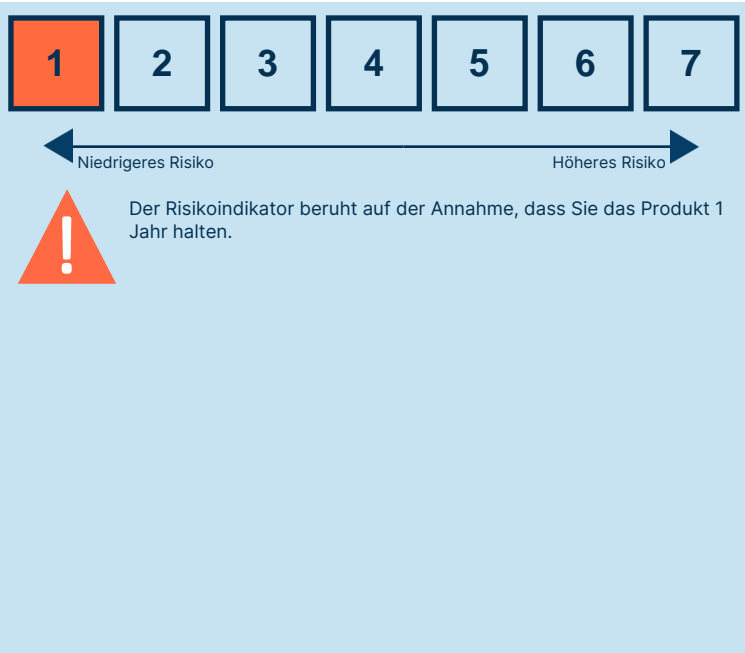 1 2 3 4 5 6 7
Niedrigeres Risiko Höheres Risiko
!
Der Risikoindikator beruht auf der Annahme, dass Sie das Produkt 1
Jahr halten.